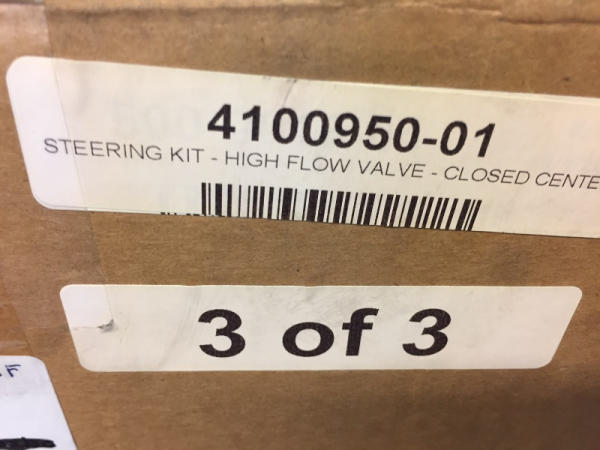 4100950-01
STEERING KIT - HIGH FLOW VALVE - CLOSED CENTE
3 of 3
F